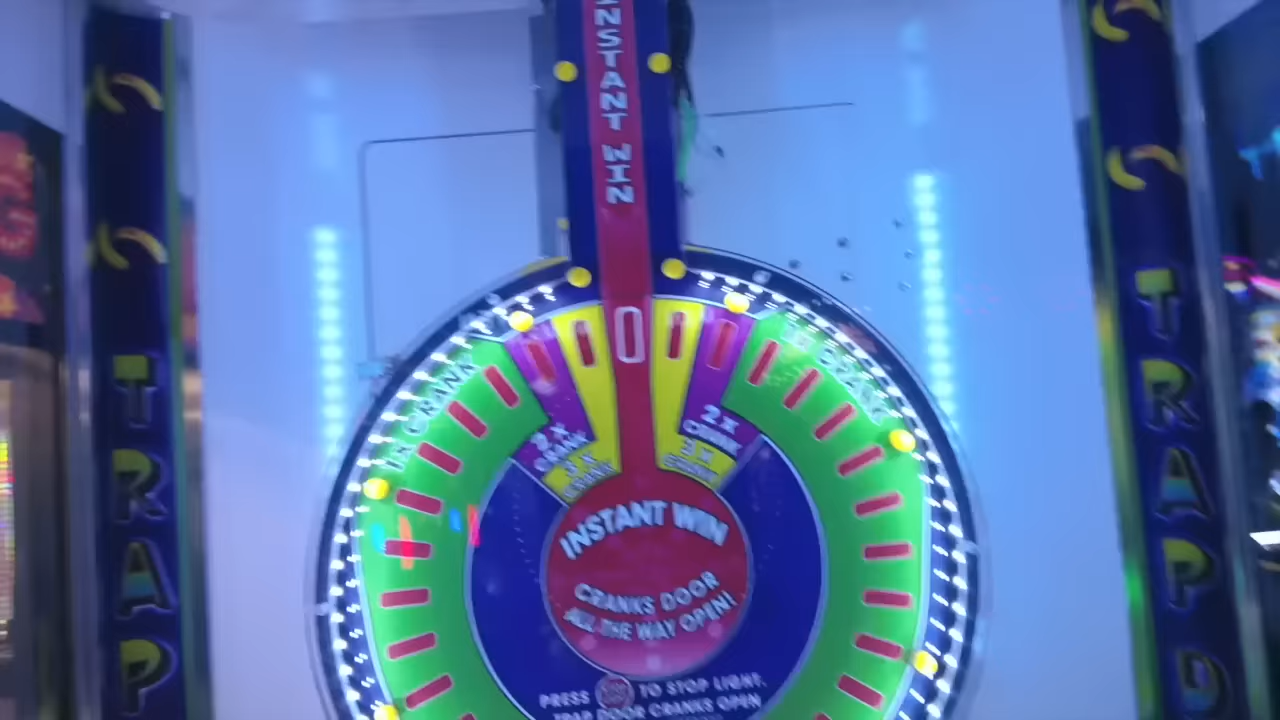 INSTANT WIN
TRAP
TRAP D
1X CRANK
2X
CRANK
3X
2X
CRANK
3X
INSTANT WIN
CRANKS DOOR
ALL THE WAY OPEN!
PRESS
TO STOP LIGHT.
TRAP DOOR CRANKS OPEN